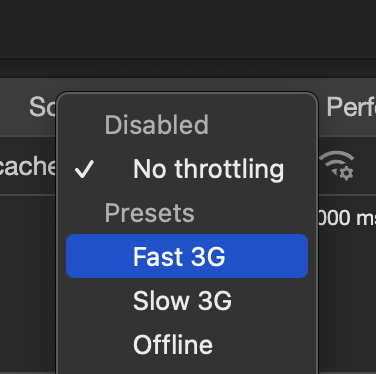 Disabled
No throttling
Presets
Fast 3G
Slow 3G
Offline